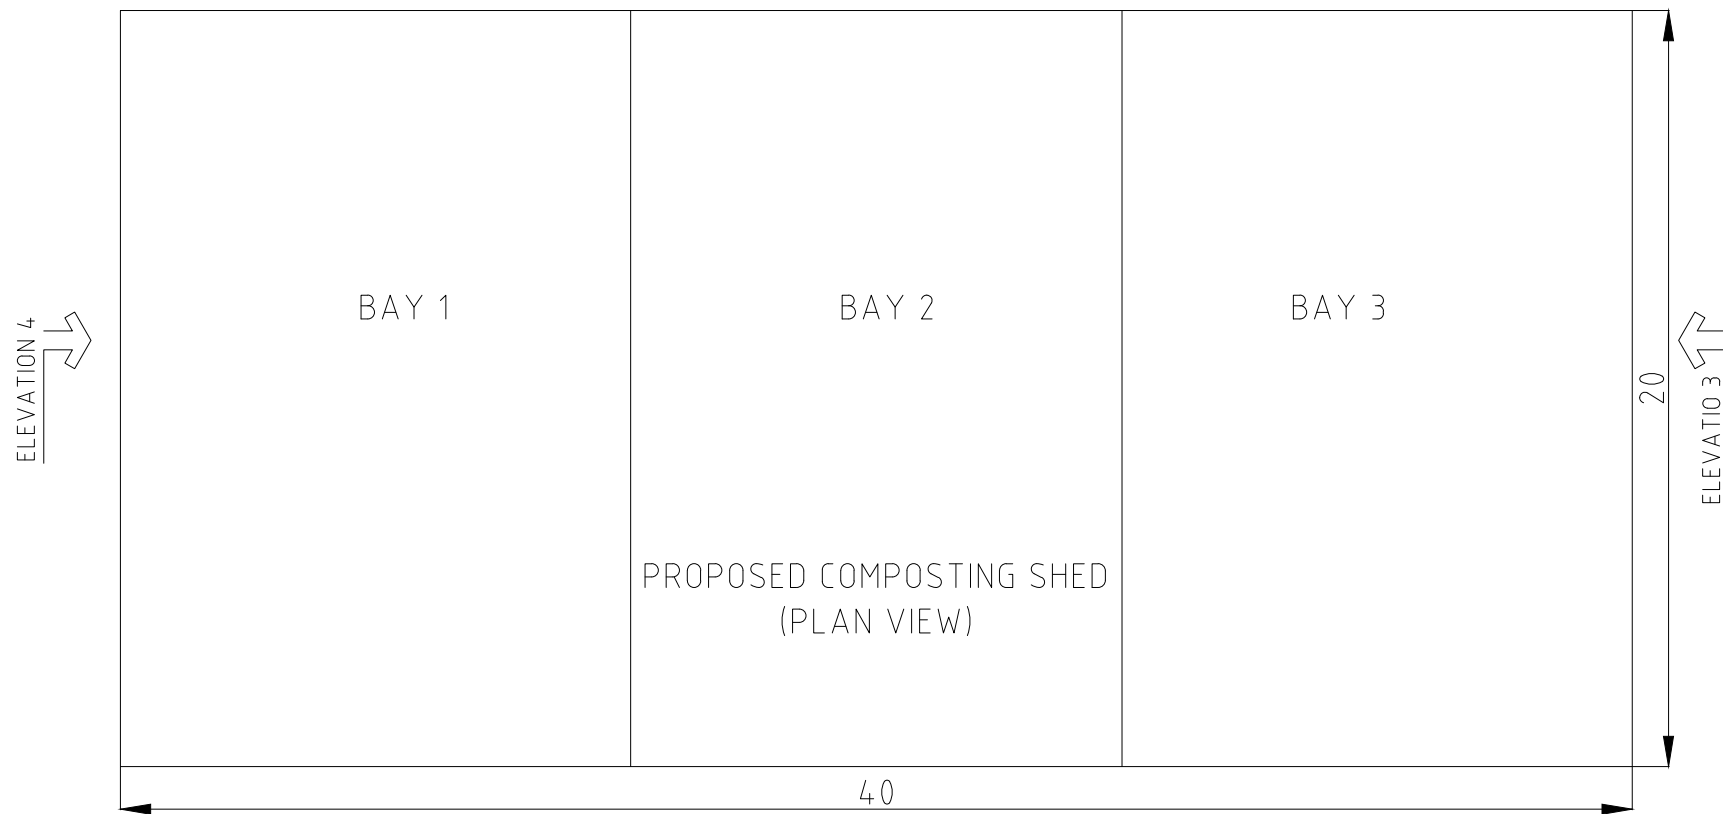 BAY 1
BAY 2
BAY 3
ELEVATION 4
20
ELEVATIO 3
PROPOSED COMPOSTING SHED
(PLAN VIEW)
40